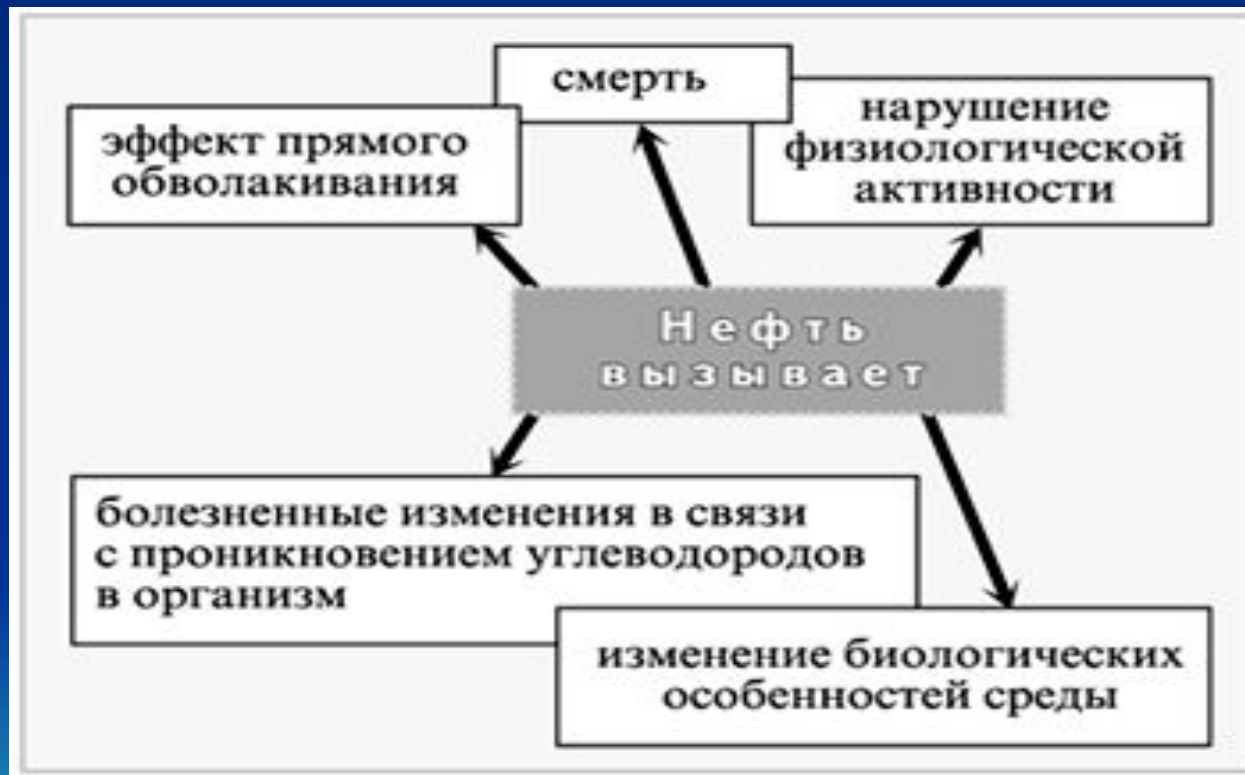 смерть
эффект прямого
обволакивания
нарушение
физиологической
активности
Нефть
вызывает
болезненные изменения в связи
с проникновением углеводородов
в организм
изменение биологических
особенностей среды